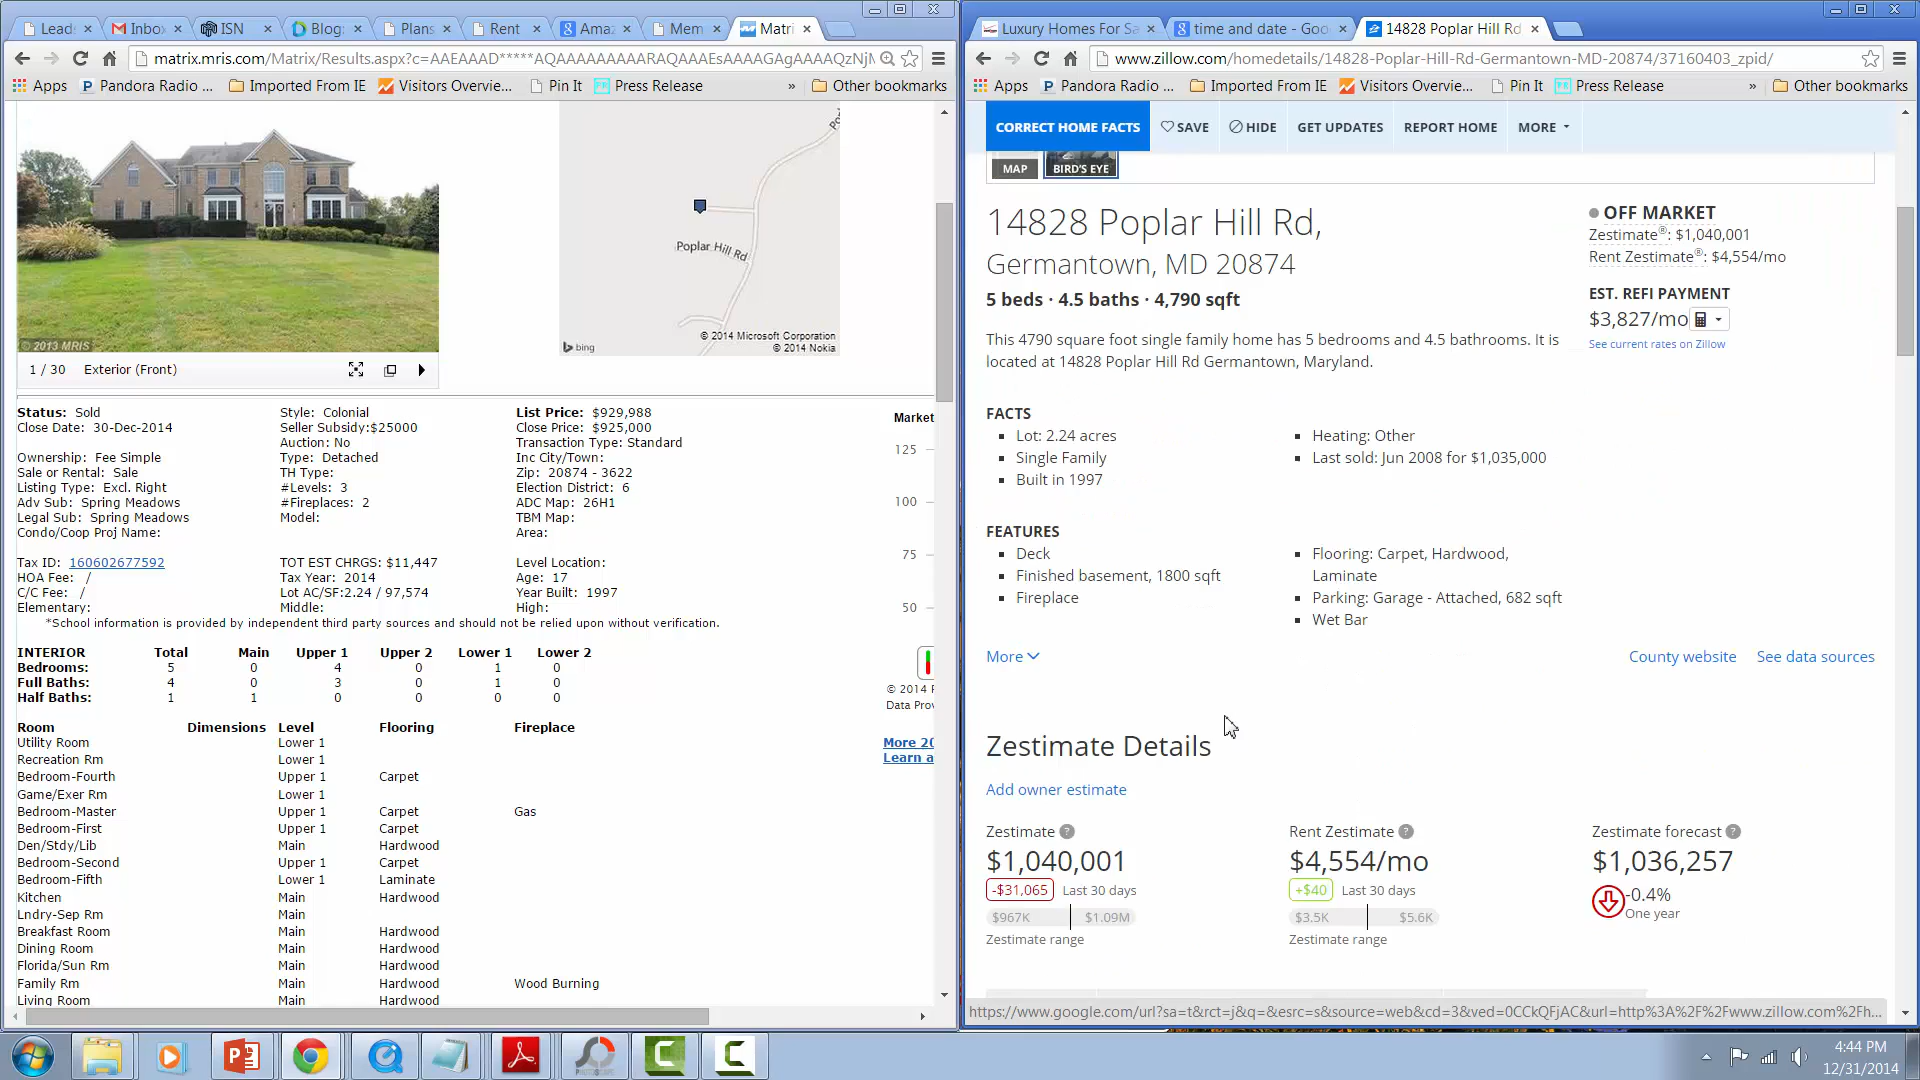 Leads
Inbox
ISN
Blog:
Plans
Rent
Amaz
Mem
Matri
matrix.mris.com/Matrix/Results.aspx?c=AAEAAAD*****AQAAAAAAAAARAQAAAEsAAAAGAgAAAAQzNjM
Apps
Pandora Radio ...
Imported From IE
Visitors Overvie...
Pin It
Press Release
»
Other bookmarks
Poplar Hill Rd
© 2014 Microsoft Corporation
© 2014 Nokia
bing
© 2013 MRIS
1 / 30 Exterior (Front)
Status: Sold
Close Date: 30-Dec-2014
Ownership: Fee Simple
Sale or Rental: Sale
Listing Type: Excl. Right
Adv Sub: Spring Meadows
Legal Sub: Spring Meadows
Condo/Coop Proj Name:
Style: Colonial
Seller Subsidy:$25000
Auction: No
Type: Detached
TH Type:
#Levels: 3
#Fireplaces: 2
Model:
List Price: $929,988
Close Price: $925,000
Transaction Type: Standard
Inc City/Town:
Zip: 20874 - 3622
Election District: 6
ADC Map: 26H1
TBM Map:
Area:
Tax ID: 160602677592
HOA Fee: /
C/C Fee: /
Elementary:
TOT EST CHRGS: $11,447
Tax Year: 2014
Lot AC/SF:2.24 / 97,574
Middle:
Level Location:
Age: 17
Year Built: 1997
High:
*School information is provided by independent third party sources and should not be relied upon without verification.
INTERIOR Total Main Upper 1 Upper 2 Lower 1 Lower 2
Bedrooms: 5 0 4 0 1 0
Full Baths: 4 0 3 0 1 0
Half Baths: 1 1 0 0 0 0
Room Dimensions Level Flooring Fireplace
Utility Room Lower 1
Recreation Rm Lower 1
Bedroom-Fourth Upper 1 Carpet
Game/Exer Rm Lower 1
Bedroom-Master Upper 1 Carpet Gas
Bedroom-First Upper 1 Carpet
Den/Stdy/Lib Main Hardwood
Bedroom-Second Upper 1 Carpet
Bedroom-Fifth Lower 1 Laminate
Kitchen Main Hardwood
Lndry-Sep Rm Main
Breakfast Room Main Hardwood
Dining Room Main Hardwood
Florida/Sun Rm Main Hardwood
Family Rm Main Hardwood Wood Burning
Living Room Main Hardwood
Market
125
100
75
50
© 2014
Data Prov
More 20
Learn a
Luxury Homes For Sa
time and date - Goo
14828 Poplar Hill Rd
www.zillow.com/homedetails/14828-Poplar-Hill-Rd-Germantown-MD-20874/37160403_zpid/
Apps
Pandora Radio ...
Imported From IE
Visitors Overvie...
Pin It
Press Release
»
Other bookmarks
CORRECT HOME FACTS
SAVE
HIDE
GET UPDATES
REPORT HOME
MORE
MAP
BIRD'S EYE
14828 Poplar Hill Rd,
Germantown, MD 20874
5 beds · 4.5 baths · 4,790 sqft
This 4790 square foot single family home has 5 bedrooms and 4.5 bathrooms. It is
located at 14828 Poplar Hill Rd Germantown, Maryland.
OFF MARKET
Zestimate®: $1,040,001
Rent Zestimate®: $4,554/mo
EST. REFI PAYMENT
$3,827/mo
See current rates on Zillow
FACTS
Lot: 2.24 acres
Single Family
Built in 1997
Heating: Other
Last sold: Jun 2008 for $1,035,000
FEATURES
Deck
Finished basement, 1800 sqft
Fireplace
Flooring: Carpet, Hardwood,
Laminate
Parking: Garage - Attached, 682 sqft
Wet Bar
More
County website
See data sources
Zestimate Details
Add owner estimate
Zestimate ?
$1,040,001
-$31,065 Last 30 days
$967K $1.09M
Zestimate range
Rent Zestimate ?
$4,554/mo
+$40 Last 30 days
$3.5K $5.6K
Zestimate range
Zestimate forecast ?
$1,036,257
-0.4%
One year
https://www.google.com/url?sa=t&rct=j&q=&esrc=s&source=web&cd=3&ved=0CCkQFjAC&url=http%3A%2F%2Fwww.zillow.com%2Fh...
4:44 PM
12/31/2014